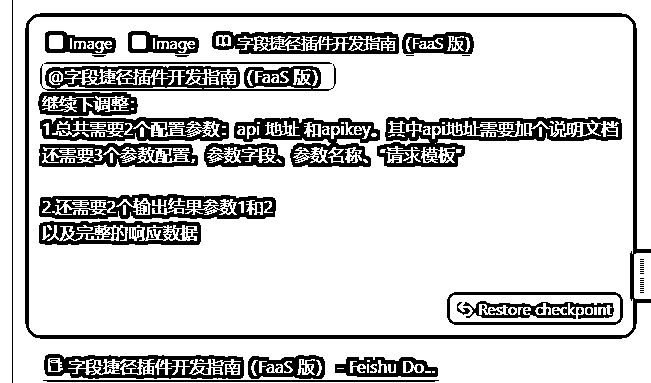 Image Image 字段捷径插件开发指南（FaaS 版）
@字段捷径插件开发指南（FaaS 版）
继续下调整：
1.总共需要2个配置参数：api 地址 和apikey。其中api地址需要加个说明文档
还需要3个参数配置，参数字段、参数名称、"请求模板"
2.还需要2个输出结果参数1和2
以及完整的响应数据
Restore checkpoint
字段捷径插件开发指南（FaaS 版） - Feishu Do...